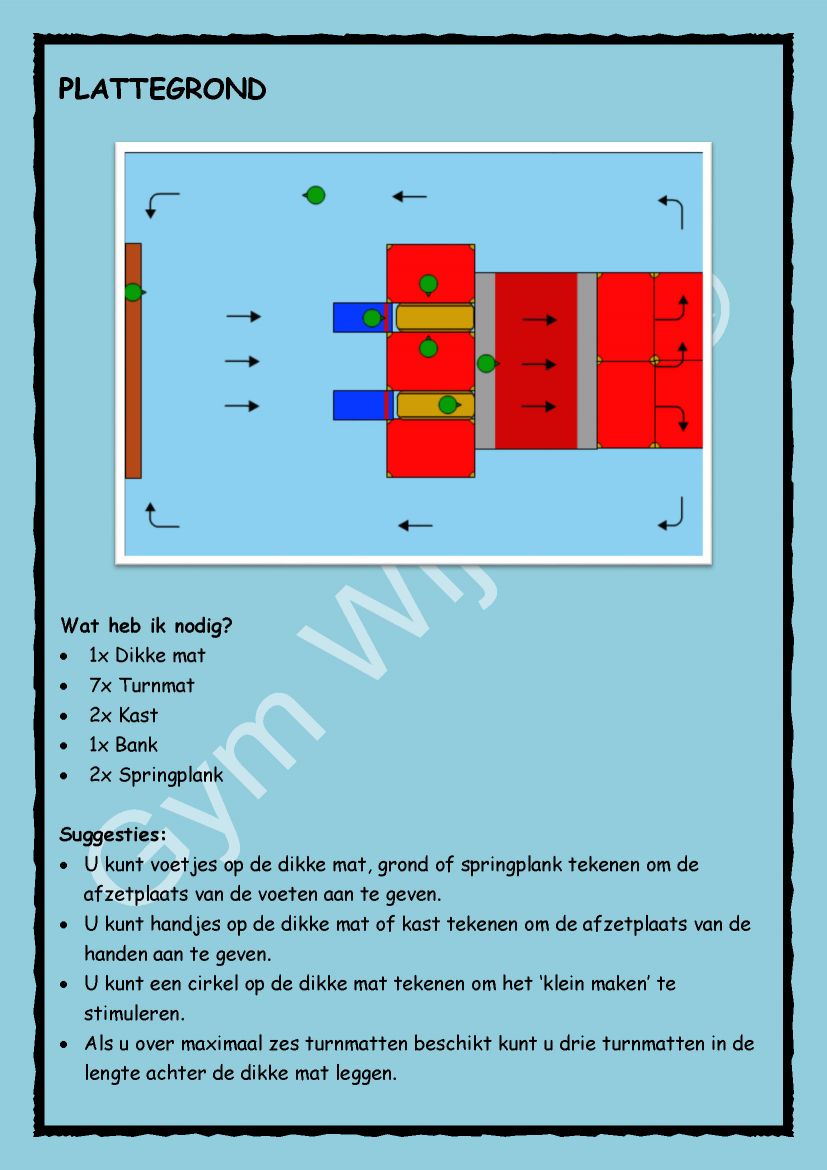 PLATTEGROND
Wat heb ik nodig?
• 1x Dikke mat
• 7x Turnmat
• 2x Kast
• 1x Bank
• 2x Springplank
Suggesties:
• U kunt voetjes op de dikke mat, grond of springplank tekenen om de
afzetplaats van de voeten aan te geven.
• U kunt handjes op de dikke mat of kast tekenen om de afzetplaats van de
handen aan te geven.
• U kunt een cirkel op de dikke mat tekenen om het ‘klein maken’ te
stimuleren.
• Als u over maximaal zes turnmatten beschikt kunt u drie turnmatten in de
lengte achter de dikke mat leggen.
Gym